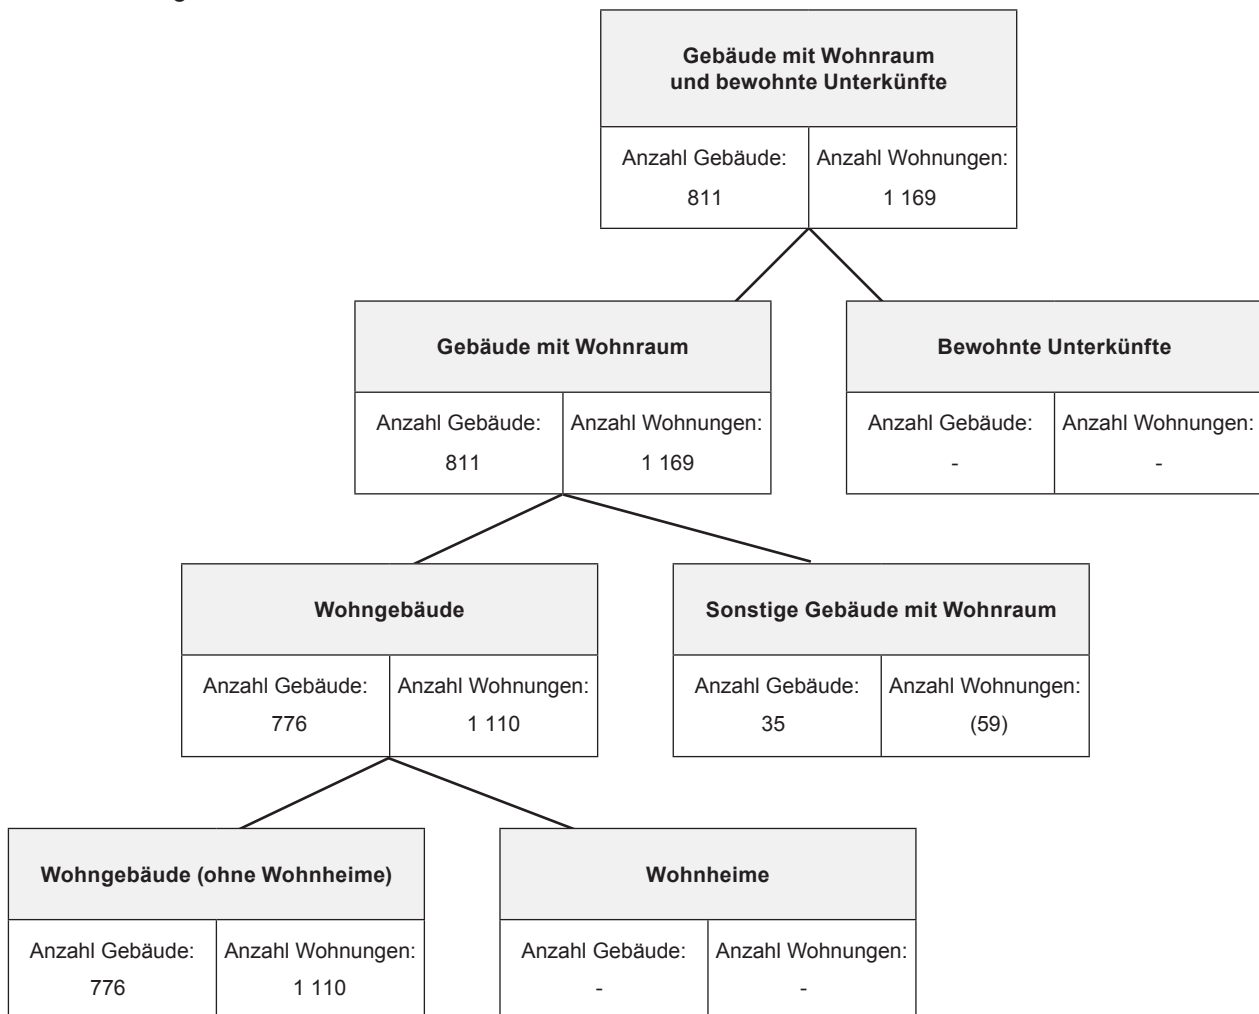 Gebäude mit Wohnraum
und bewohnte Unterkünfte
Anzahl Gebäude: Anzahl Wohnungen:
811 1 169
Gebäude mit Wohnraum
Anzahl Gebäude: Anzahl Wohnungen:
811 1 169
Bewohnte Unterkünfte
Anzahl Gebäude: Anzahl Wohnungen:
- -
Wohngebäude
Anzahl Gebäude: Anzahl Wohnungen:
776 1 110
Sonstige Gebäude mit Wohnraum
Anzahl Gebäude: Anzahl Wohnungen:
35 (59)
Wohngebäude (ohne Wohnheime)
Anzahl Gebäude: Anzahl Wohnungen:
776 1 110
Wohnheime
Anzahl Gebäude: Anzahl Wohnungen:
- -